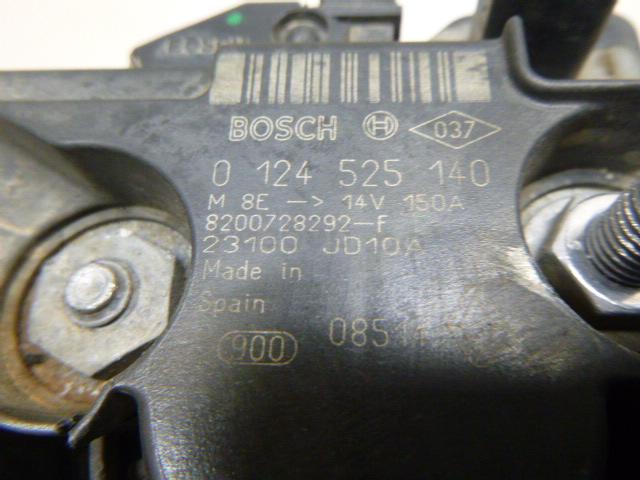 BOSCH 037
0 124 525 140
M 8E —> 14V 150A
8200728292-F
23100 JD10A
Made in
Spain
900